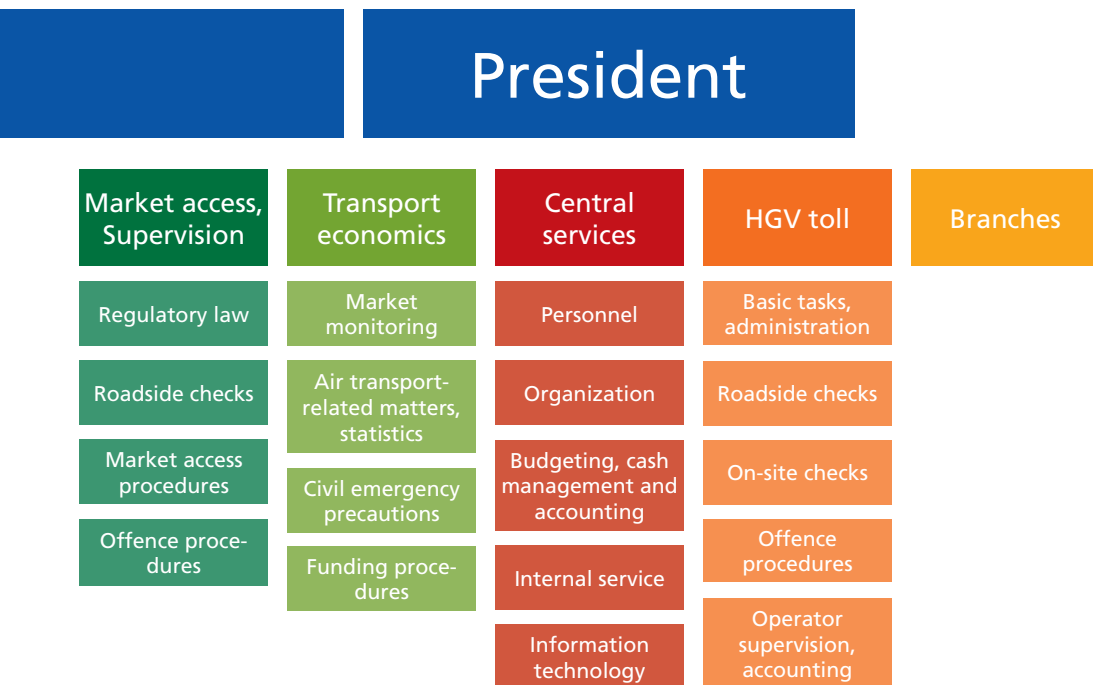 President
Market access,
Supervision
Regulatory law
Roadside checks
Market access
procedures
Offence proce-
dures
Transport
economics
Market
monitoring
Air transport-
related matters,
statistics
Civil emergency
precautions
Funding proce-
dures
Central
services
Personnel
Organization
Budgeting, cash
management and
accounting
Internal service
Information
technology
HGV toll
Basic tasks,
administration
Roadside checks
On-site checks
Offence
procedures
Operator
supervision,
accounting
Branches